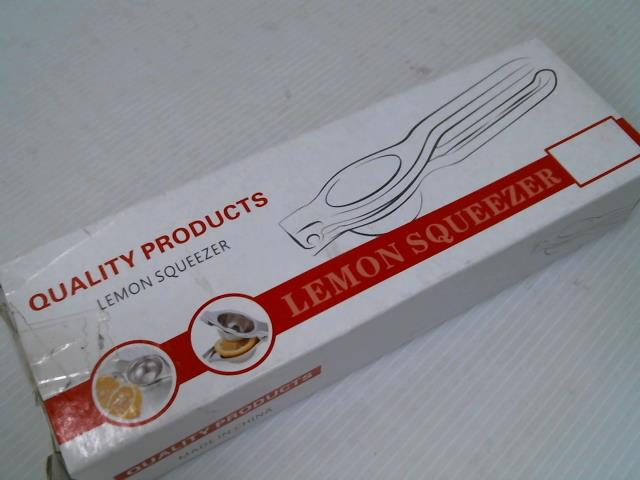 QUALITY PRODUCTS
LEMON SQUEEZER
LEMON SQUEEZER
QUALITY PRODUCTS
MADE IN CHINA